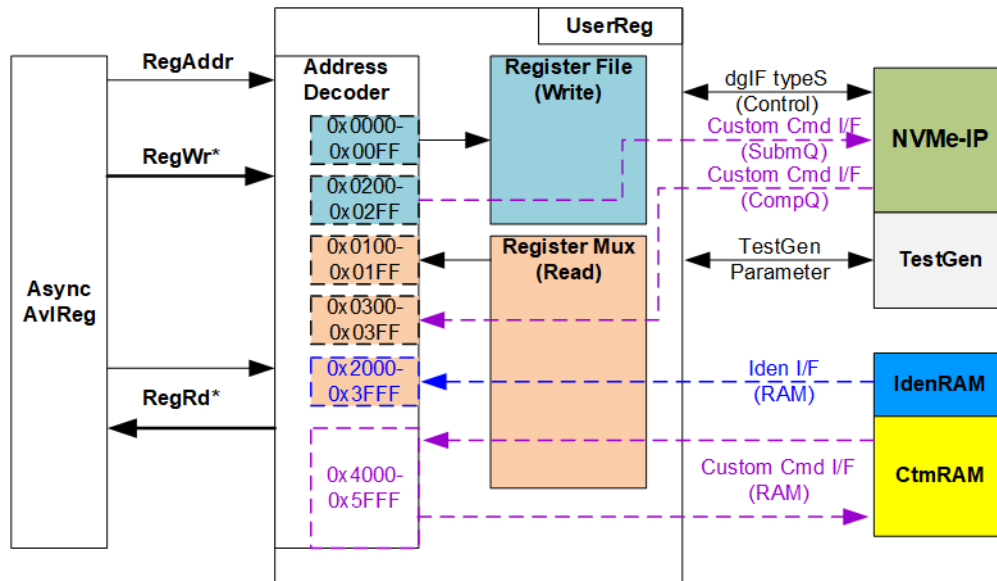 UserReg
RegAddr
Address
Decoder
Register File
(Write)
dgIF typeS
(Control)
0x0000-
0x00FF
Custom Cmd I/F
(SubmQ)
NVMe-IP
RegWr*
0x0200-
0x02FF
Custom Cmd I/F
(CompQ)
0x0100-
0x01FF
Register Mux
(Read)
TestGen
Parameter
TestGen
Async
AvlReg
0x0300-
0x03FF
0x2000-
0x3FFF
Iden I/F
(RAM)
IdenRAM
RegRd*
0x4000-
0x5FFF
Custom Cmd I/F
(RAM)
CtmRAM